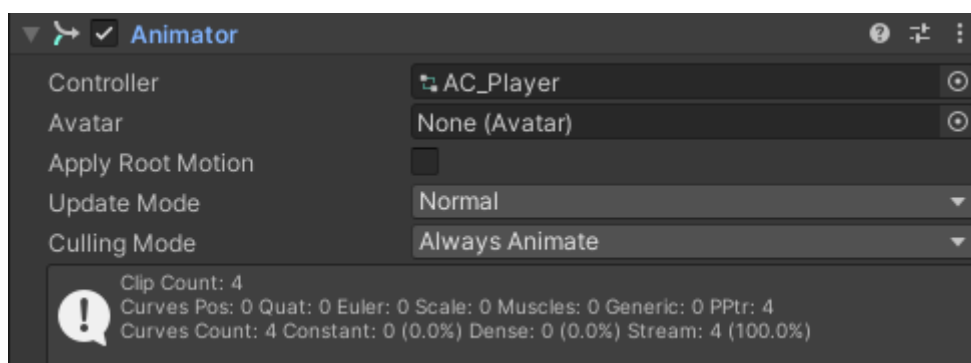 Animator
Controller AC_Player
Avatar None (Avatar)
Apply Root Motion
Update Mode Normal
Culling Mode Always Animate
Clip Count: 4
Curves Pos: 0 Quat: 0 Euler: 0 Scale: 0 Muscles: 0 Generic: 0 PPtr: 4
Curves Count: 4 Constant: 0 (0.0%) Dense: 0 (0.0%) Stream: 4 (100.0%)